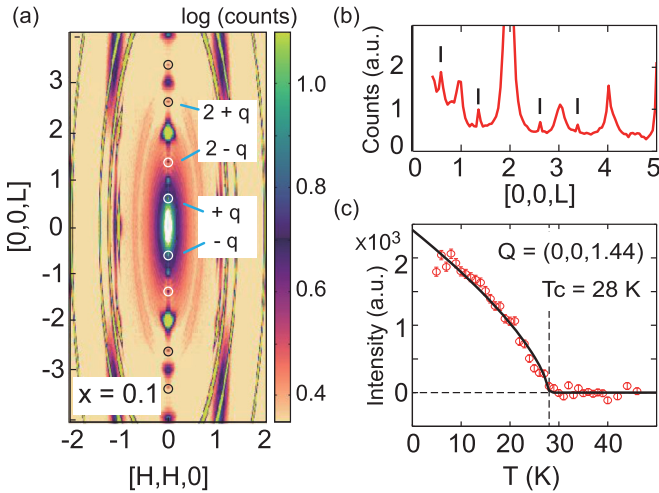 (a)
log (counts)
3
2
1
0
-1
-2
-3
[0,0,L]
2 + q
2 - q
+ q
- q
x = 0.1
-2 -1 0 1 2
[H,H,0]
1.0
0.8
0.6
0.4
(b)
Counts (a.u.)
2
1
0
0 1 2 3 4 5
[0,0,L]
(c)
x10³
Q = (0,0,1.44)
Tc = 28 K
Intensity (a.u.)
2
1
0
0 10 20 30 40
T (K)